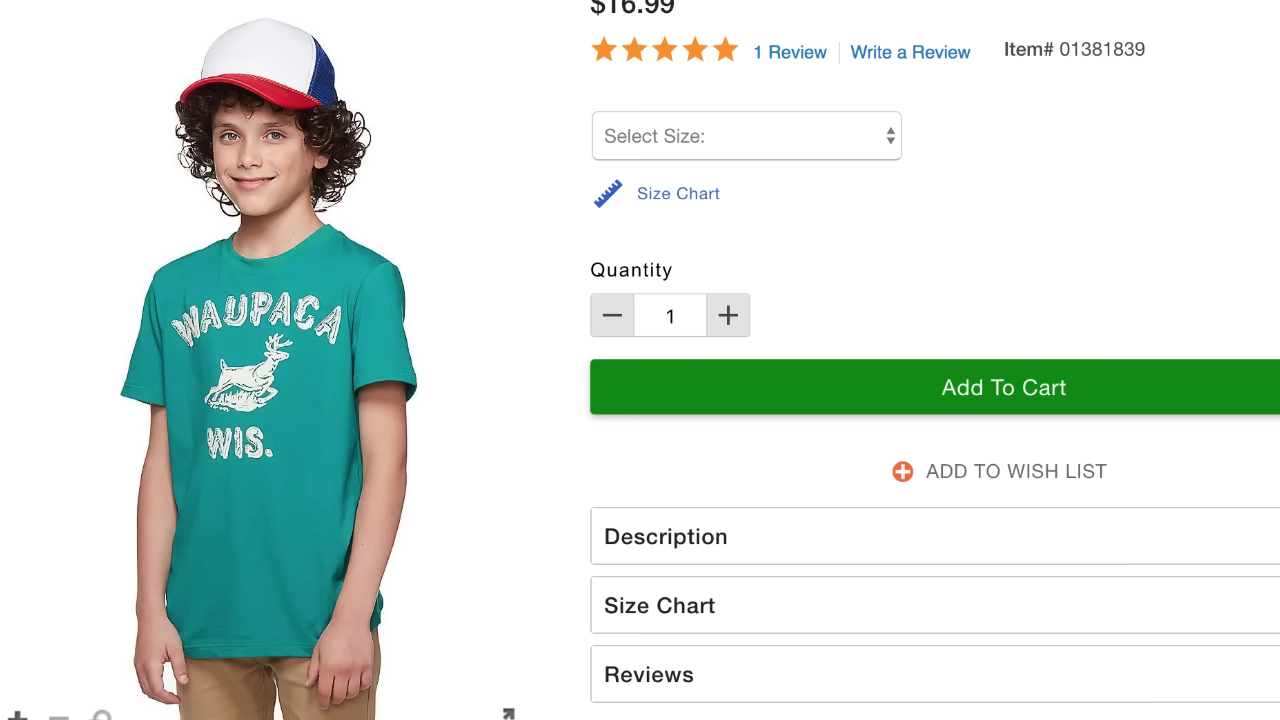 $16.99
1 Review
Write a Review
Item# 01381839
Select Size:
Size Chart
Quantity
1
Add To Cart
ADD TO WISH LIST
Description
Size Chart
Reviews
WAUPACA
WIS.